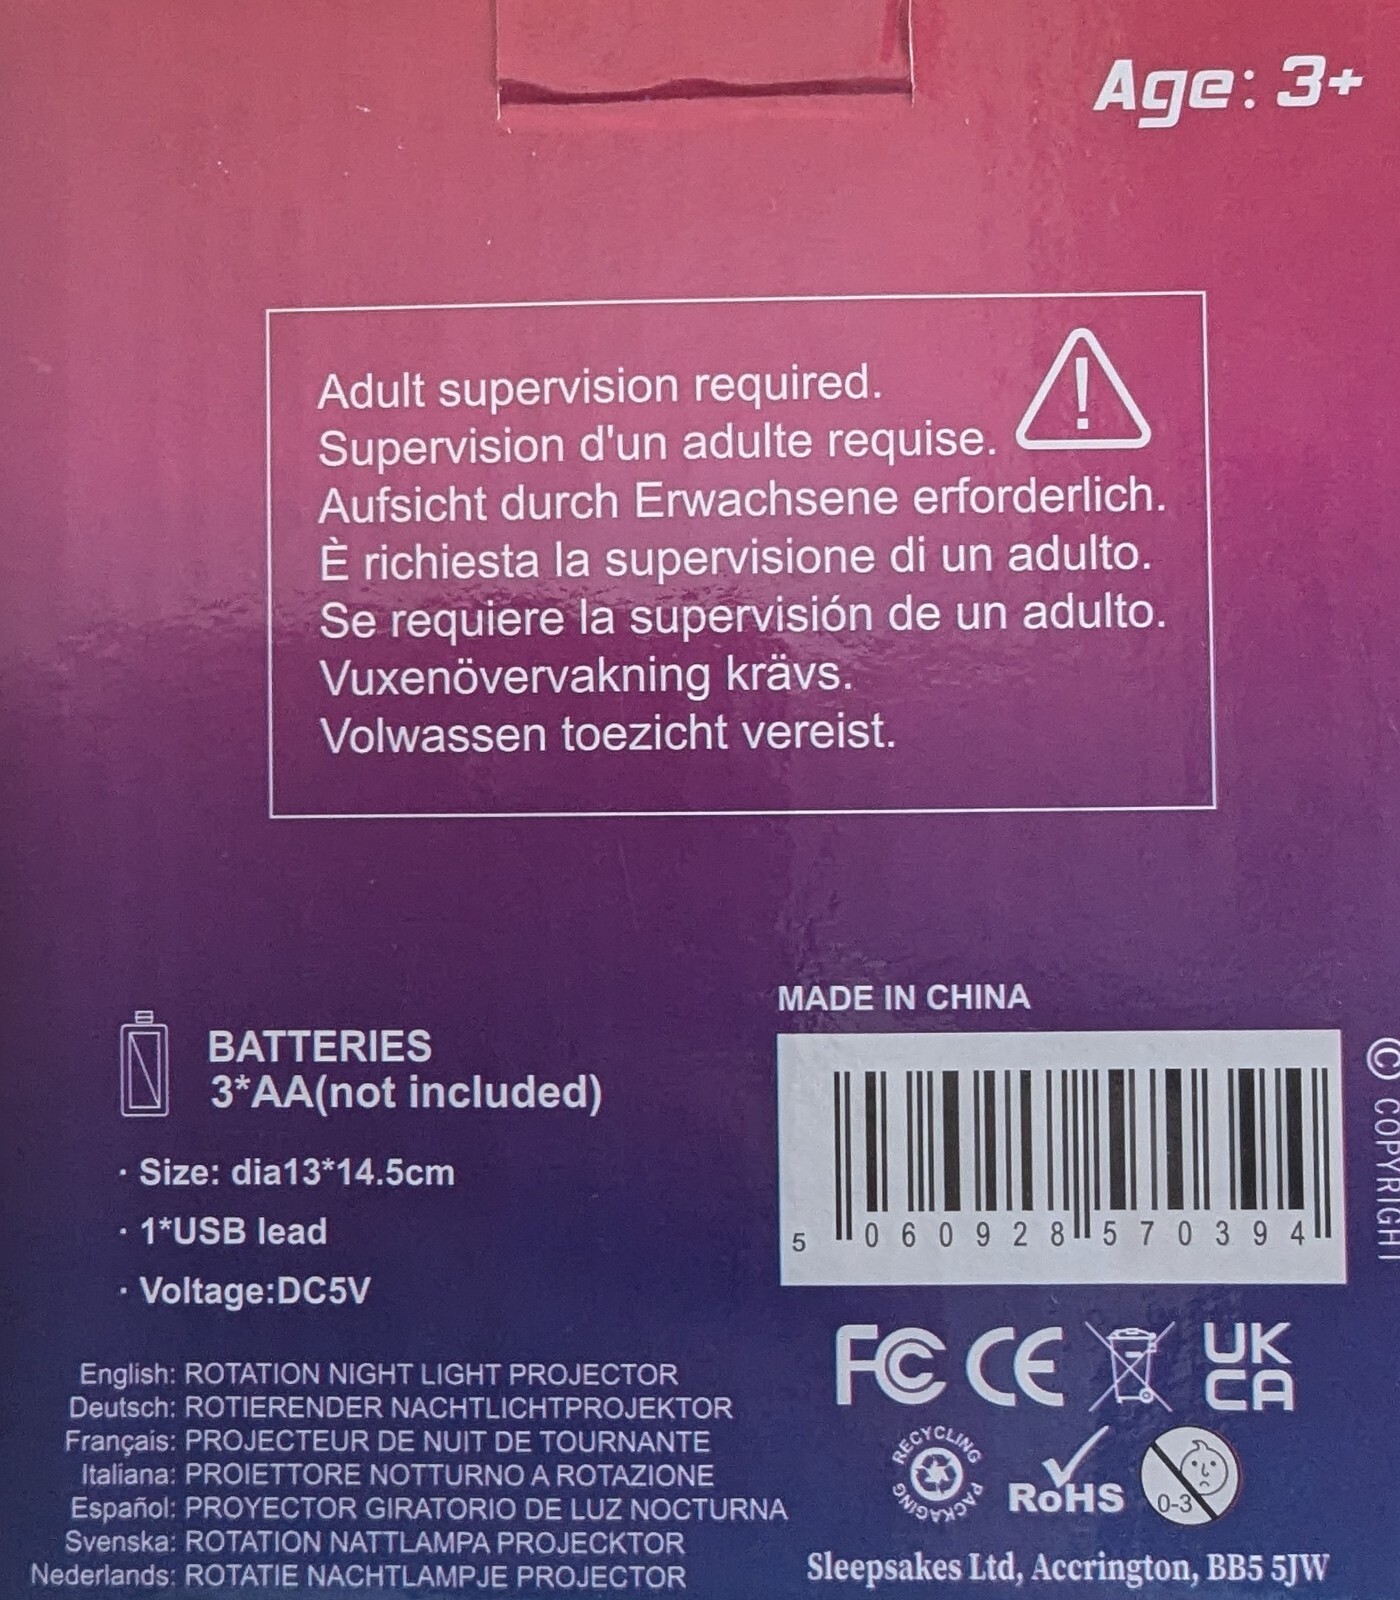 Age: 3+
Adult supervision required.
Supervision d'un adulte requise.
Aufsicht durch Erwachsene erforderlich.
È richiesta la supervisione di un adulto.
Se requiere la supervisión de un adulto.
Vuxenövervakning krävs.
Volwassen toezicht vereist.
BATTERIES
3*AA(not included)
· Size: dia13*14.5cm
· 1*USB lead
· Voltage:DC5V
English: ROTATION NIGHT LIGHT PROJECTOR
Deutsch: ROTIERENDER NACHTLICHTPROJEKTOR
Français: PROJECTEUR DE NUIT DE TOURNANTE
Italiana: PROIETTORE NOTTURNO A ROTAZIONE
Español: PROYECTOR GIRATORIO DE LUZ NOCTURNA
Svenska: ROTATION NATTLAMPA PROJECKTOR
Nederlands: ROTATIE NACHTLAMPJE PROJECTOR
MADE IN CHINA
5 060928 570394
© COPYRIGHT
FC CE UK CA
RECYCLING PACKAGING
RoHS
0-3
Sleepsakes Ltd, Accrington, BB5 5JW